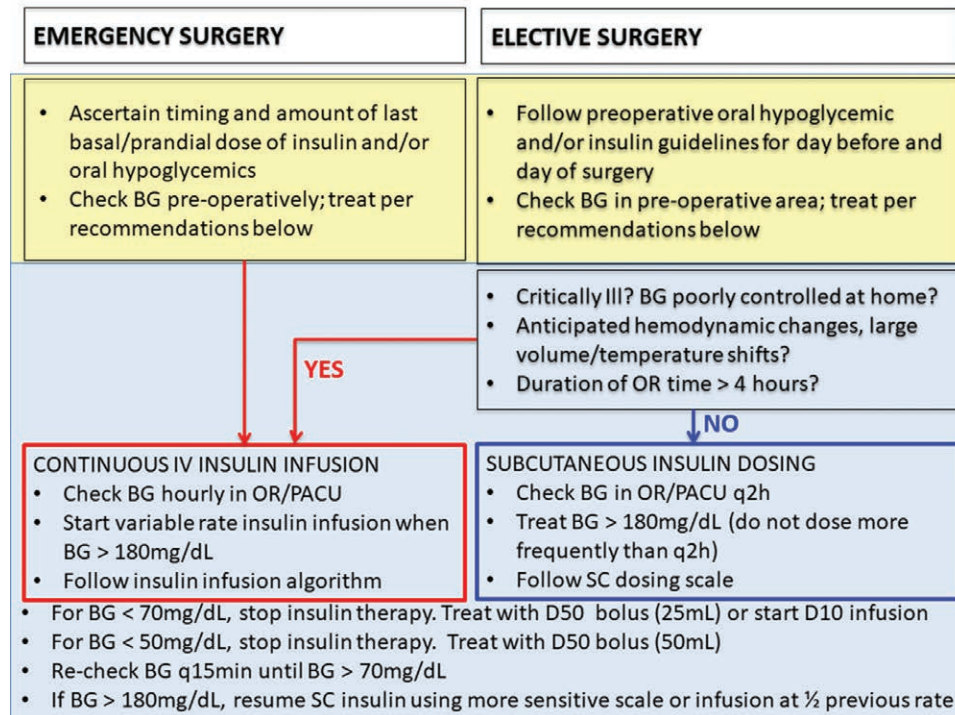 EMERGENCY SURGERY
• Ascertain timing and amount of last
basal/prandial dose of insulin and/or
oral hypoglycemics
• Check BG pre-operatively; treat per
recommendations below
ELECTIVE SURGERY
• Follow preoperative oral hypoglycemic
and/or insulin guidelines for day before and
day of surgery
• Check BG in pre-operative area; treat per
recommendations below
• Critically Ill? BG poorly controlled at home?
• Anticipated hemodynamic changes, large
volume/temperature shifts?
• Duration of OR time > 4 hours?
YES
NO
CONTINUOUS IV INSULIN INFUSION
• Check BG hourly in OR/PACU
• Start variable rate insulin infusion when
BG > 180mg/dL
• Follow insulin infusion algorithm
SUBCUTANEOUS INSULIN DOSING
• Check BG in OR/PACU q2h
• Treat BG > 180mg/dL (do not dose more
frequently than q2h)
• Follow SC dosing scale
• For BG < 70mg/dL, stop insulin therapy. Treat with D50 bolus (25mL) or start D10 infusion
• For BG < 50mg/dL, stop insulin therapy. Treat with D50 bolus (50mL)
• Re-check BG q15min until BG > 70mg/dL
• If BG > 180mg/dL, resume SC insulin using more sensitive scale or infusion at ½ previous rate